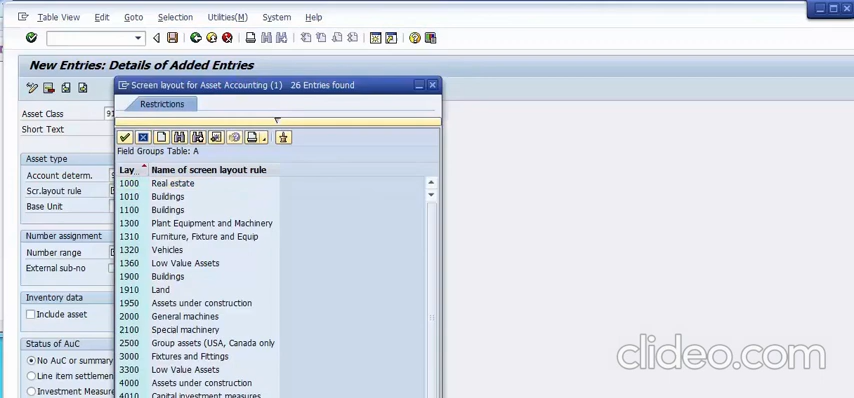 Table View Edit Goto Selection Utilities(M) System Help
New Entries: Details of Added Entries
Screen layout for Asset Accounting (1) 26 Entries found
Restrictions
Asset Class
Short Text
Field Groups Table: A
Asset type
Lay.. Name of screen layout rule
Account determ.
1000 Real estate
Scr.layout rule
1010 Buildings
Base Unit
1100 Buildings
1300 Plant Equipment and Machinery
Number assignment
1310 Furniture, Fixture and Equip
Number range
1320 Vehicles
External sub-no
1360 Low Value Assets
1900 Buildings
Inventory data
1910 Land
Include asset
1950 Assets under construction
2000 General machines
2100 Special machinery
Status of AuC
2500 Group assets (USA, Canada only
No AuC or summary
3000 Fixtures and Fittings
Line item settlemen
3300 Low Value Assets
Investment Measure
4000 Assets under construction
4010 Capital investment measures
clideo.com